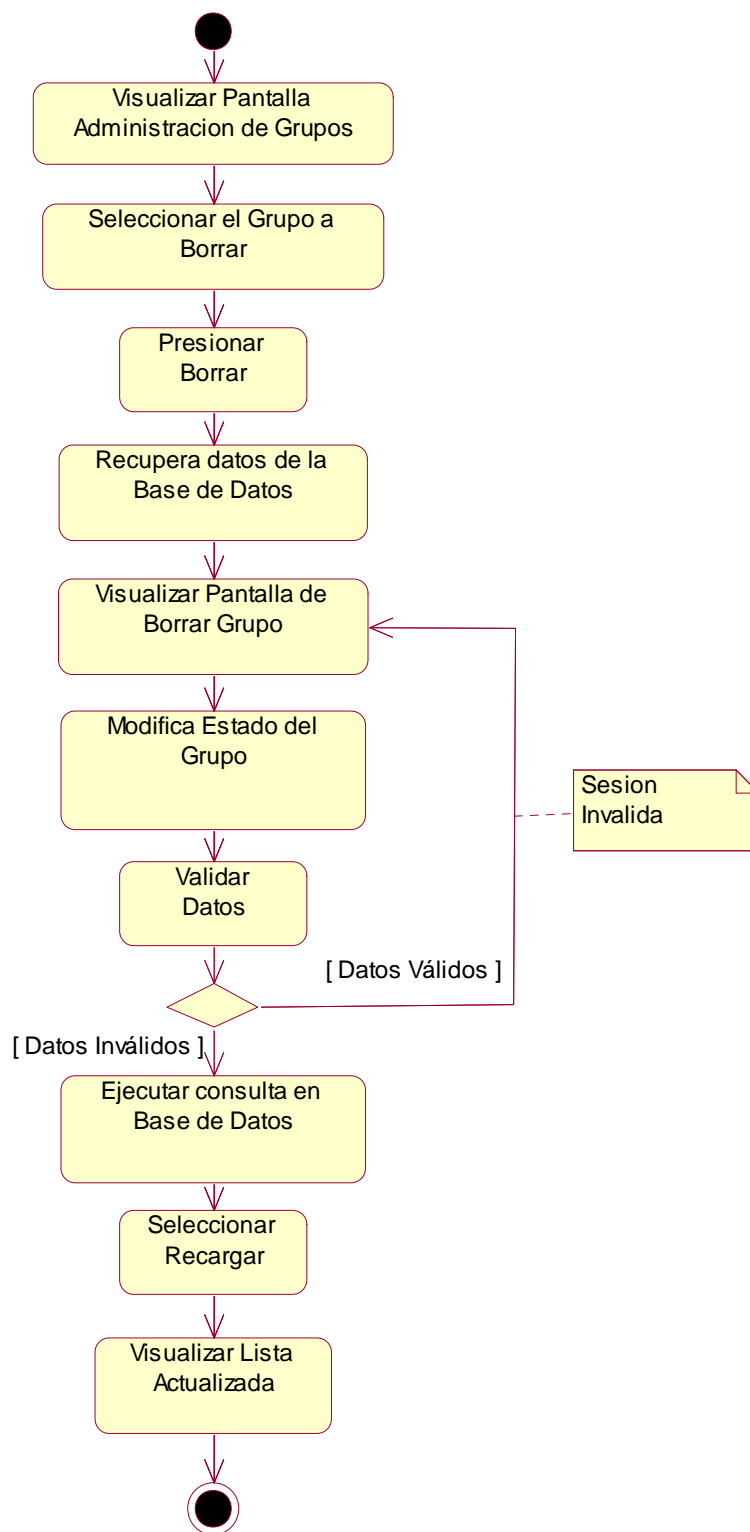 Visualizar Pantalla
Administracion de Grupos
Seleccionar el Grupo a
Borrar
Presionar
Borrar
Recupera datos de la
Base de Datos
Visualizar Pantalla de
Borrar Grupo
Modifica Estado del
Grupo
Sesion
Invalida
Validar
Datos
[ Datos Válidos ]
[ Datos Inválidos ]
Ejecutar consulta en
Base de Datos
Seleccionar
Recargar
Visualizar Lista
Actualizada